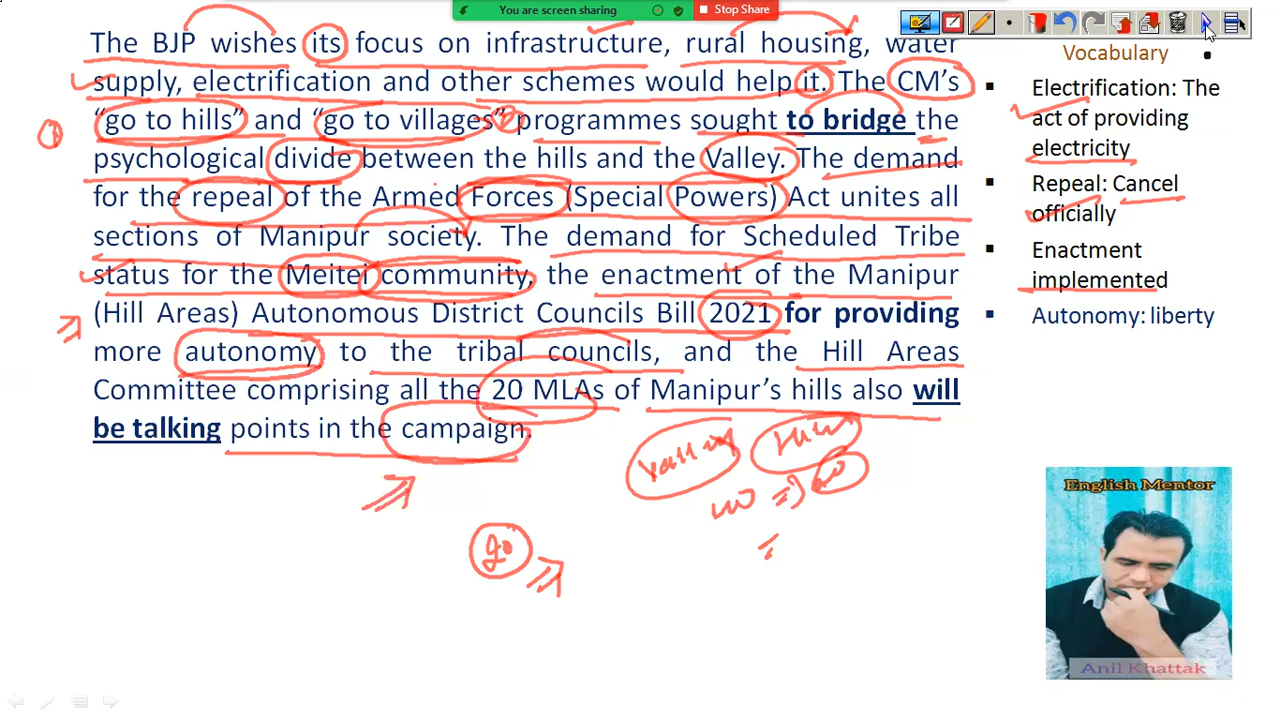 You are screen sharing
Stop Share
The BJP wishes its focus on infrastructure, rural housing, water
supply, electrification and other schemes would help it. The CM’s
“go to hills” and “go to villages” programmes sought to bridge the
psychological divide between the hills and the Valley. The demand
for the repeal of the Armed Forces (Special Powers) Act unites all
sections of Manipur society. The demand for Scheduled Tribe
status for the Meitei community, the enactment of the Manipur
(Hill Areas) Autonomous District Councils Bill 2021 for providing
more autonomy to the tribal councils, and the Hill Areas
Committee comprising all the 20 MLAs of Manipur’s hills also will
be talking points in the campaign.
Vocabulary
Electrification: The
act of providing
electricity
Repeal: Cancel
officially
Enactment
implemented
Autonomy: liberty
English Mentor
Anil Khattak